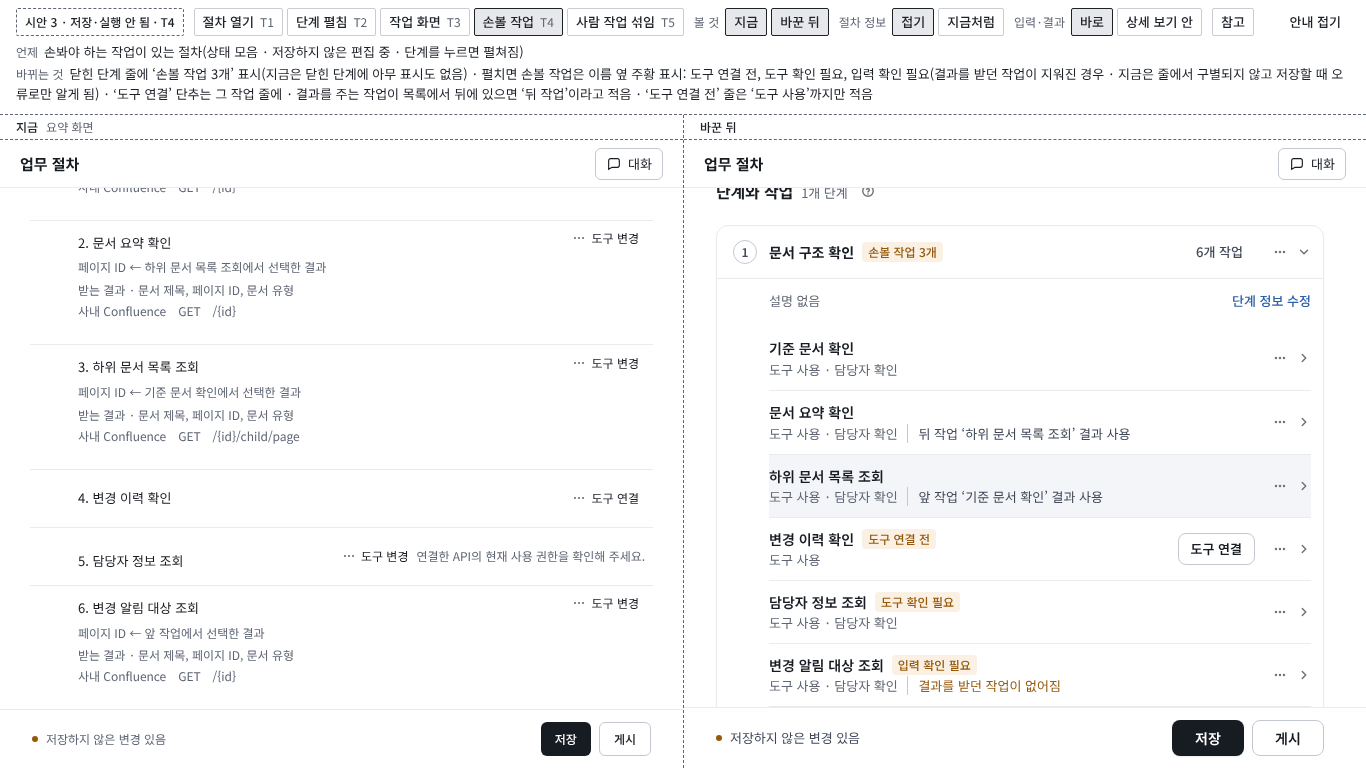 시안 3 · 저장·실행 안 됨 · T4 절차 열기 T1 단계 펼침 T2 작업 화면 T3 손볼 작업 T4 사람 작업 섞임 T5 볼 것 지금 바꾼 뒤 절차 정보 접기 지금처럼 입력·결과 바로 상세 보기 안 참고 안내 접기
언제 손봐야 하는 작업이 있는 절차(상태 모음 · 저장하지 않은 편집 중 · 단계를 누르면 펼쳐짐)
바뀌는 것 닫힌 단계 줄에 ‘손볼 작업 3개’ 표시(지금은 닫힌 단계에 아무 표시도 없음) · 펼치면 손볼 작업은 이름 옆 주황 표시: 도구 연결 전, 도구 확인 필요, 입력 확인 필요(결과를 받던 작업이 지워진 경우 · 지금은 줄에서 구별되지 않고 저장할 때 오
류로만 알게 됨) · ‘도구 연결’ 단추는 그 작업 줄에 · 결과를 주는 작업이 목록에서 뒤에 있으면 ‘뒤 작업’이라고 적음 · ‘도구 연결 전’ 줄은 ‘도구 사용’까지만 적음
지금 요약 화면
업무 절차
대화
사내 Confluence GET /{id}
2. 문서 요약 확인
··· 도구 변경
페이지 ID ← 하위 문서 목록 조회에서 선택한 결과
받는 결과 · 문서 제목, 페이지 ID, 문서 유형
사내 Confluence GET /{id}
3. 하위 문서 목록 조회
··· 도구 변경
페이지 ID ← 기준 문서 확인에서 선택한 결과
받는 결과 · 문서 제목, 페이지 ID, 문서 유형
사내 Confluence GET /{id}/child/page
4. 변경 이력 확인
··· 도구 연결
5. 담당자 정보 조회
··· 도구 변경 연결한 API의 현재 사용 권한을 확인해 주세요.
6. 변경 알림 대상 조회
··· 도구 변경
페이지 ID ← 앞 작업에서 선택한 결과
받는 결과 · 문서 제목, 페이지 ID, 문서 유형
사내 Confluence GET /{id}
저장하지 않은 변경 있음
저장
게시
바꾼 뒤
업무 절차
대화
단계와 작업 1개 단계
1 문서 구조 확인 손볼 작업 3개 6개 작업
설명 없음
단계 정보 수정
기준 문서 확인
도구 사용 · 담당자 확인
문서 요약 확인
도구 사용 · 담당자 확인 뒤 작업 ‘하위 문서 목록 조회’ 결과 사용
하위 문서 목록 조회
도구 사용 · 담당자 확인 앞 작업 ‘기준 문서 확인’ 결과 사용
변경 이력 확인 도구 연결 전
도구 사용
도구 연결
담당자 정보 조회 도구 확인 필요
도구 사용 · 담당자 확인
변경 알림 대상 조회 입력 확인 필요
도구 사용 · 담당자 확인 결과를 받던 작업이 없어짐
저장하지 않은 변경 있음
저장
게시